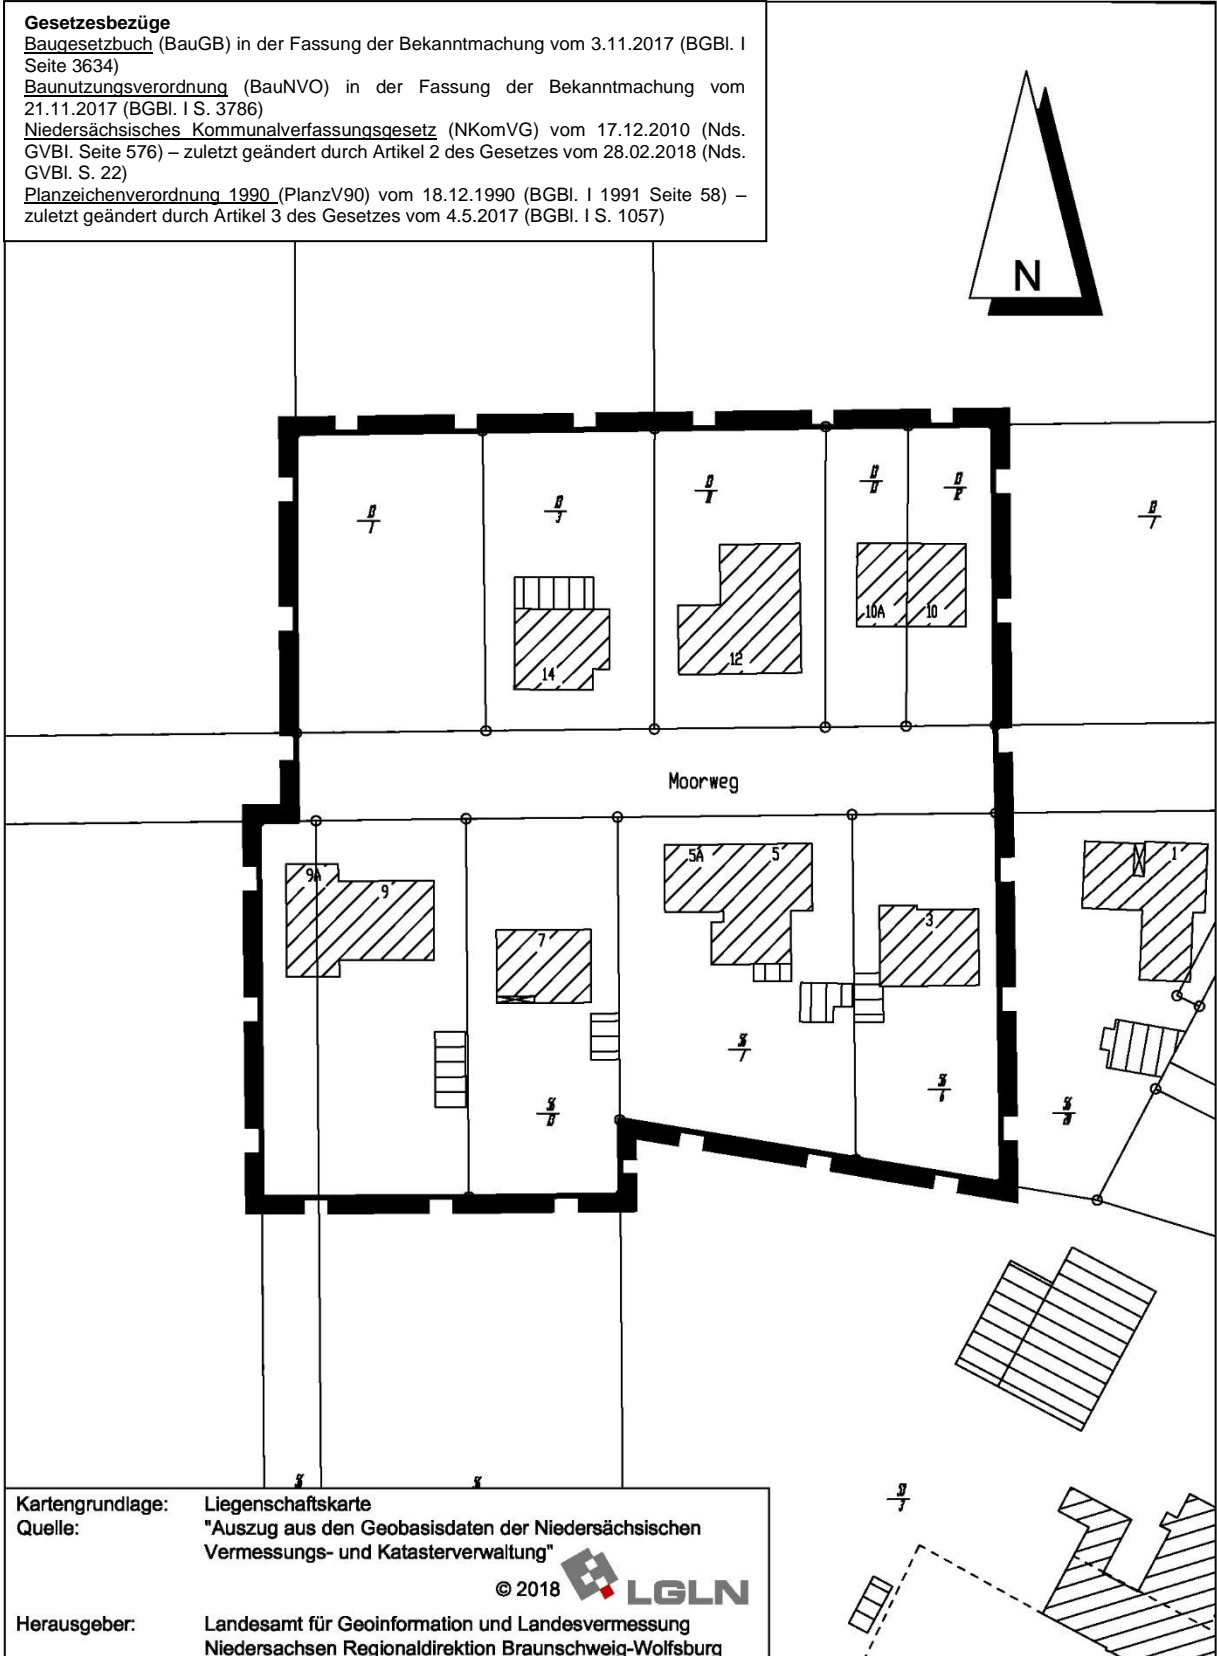 Gesetzesbezüge
Baugesetzbuch (BauGB) in der Fassung der Bekanntmachung vom 3.11.2017 (BGBl. I
Seite 3634)
Baunutzungsverordnung (BauNVO) in der Fassung der Bekanntmachung vom
21.11.2017 (BGBl. I S. 3786)
Niedersächsisches Kommunalverfassungsgesetz (NKomVG) vom 17.12.2010 (Nds.
GVBl. Seite 576) – zuletzt geändert durch Artikel 2 des Gesetzes vom 28.02.2018 (Nds.
GVBl. S. 22)
Planzeichenverordnung 1990 (PlanzV90) vom 18.12.1990 (BGBl. I 1991 Seite 58) –
zuletzt geändert durch Artikel 3 des Gesetzes vom 4.5.2017 (BGBl. I S. 1057)
N
10A
10
12
14
Moorweg
5A
5
1
9A
9
3
7
Kartengrundlage: Liegenschaftskarte
Quelle: "Auszug aus den Geobasisdaten der Niedersächsischen
Vermessungs- und Katasterverwaltung"
© 2018 LGLN
Herausgeber: Landesamt für Geoinformation und Landesvermessung
Niedersachsen Regionaldirektion Braunschweig-Wolfsburg